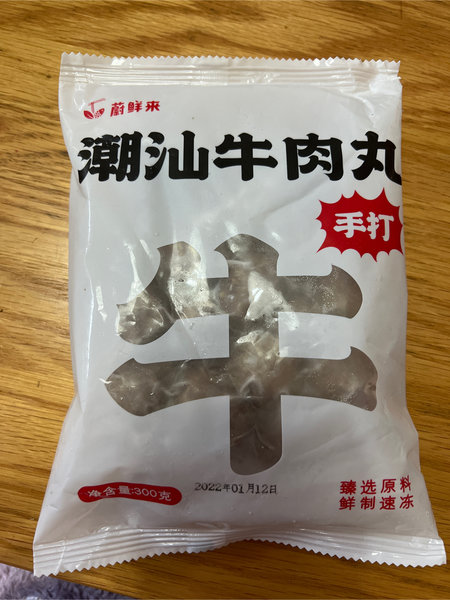 蔚鲜来
潮汕牛肉丸
手打
牛
2022年01月12日
净含量:300克
臻选原料
鲜制速冻